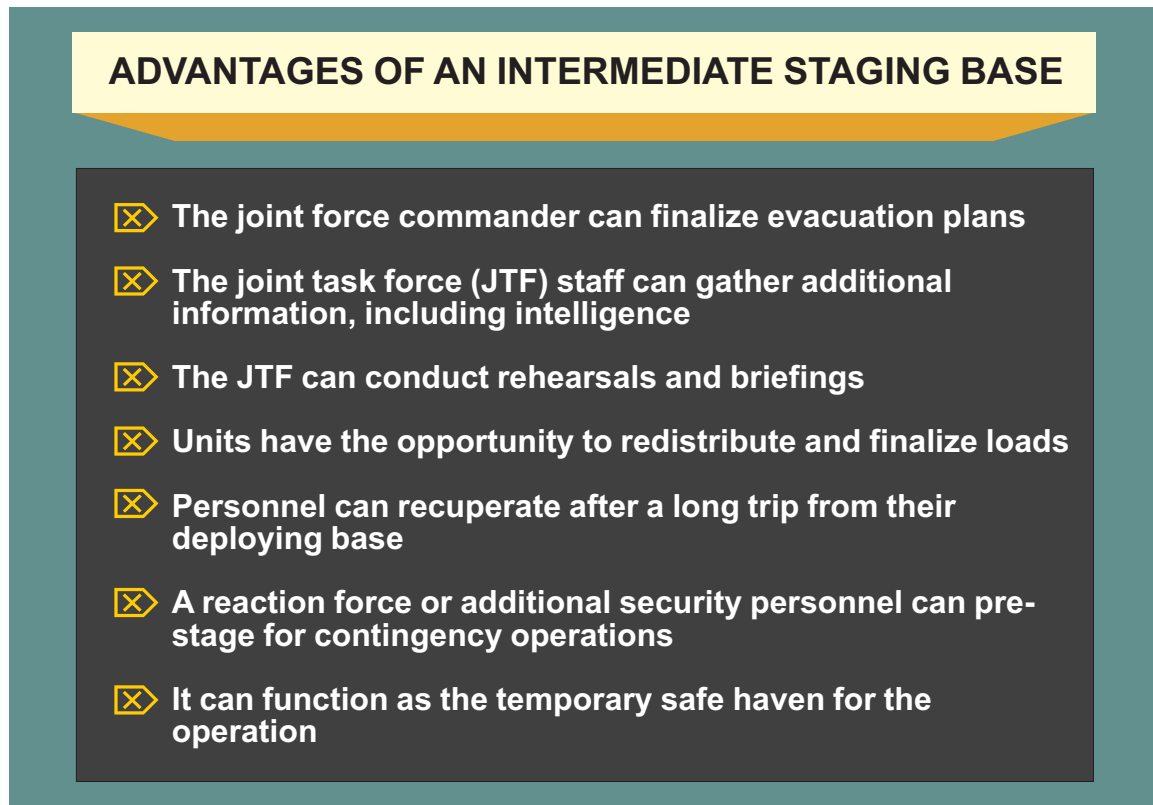 ADVANTAGES OF AN INTERMEDIATE STAGING BASE
The joint force commander can finalize evacuation plans
The joint task force (JTF) staff can gather additional
information, including intelligence
The JTF can conduct rehearsals and briefings
Units have the opportunity to redistribute and finalize loads
Personnel can recuperate after a long trip from their
deploying base
A reaction force or additional security personnel can pre-
stage for contingency operations
It can function as the temporary safe haven for the
operation